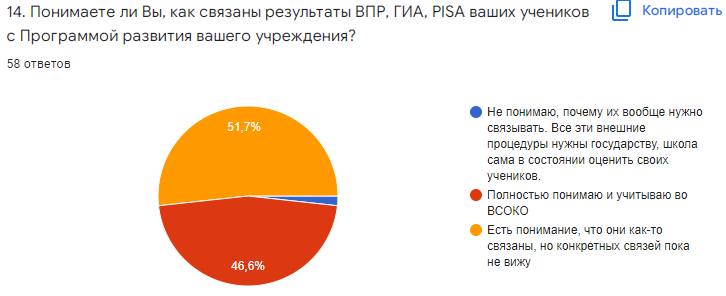 14. Понимаете ли Вы, как связаны результаты ВПР, ГИА, PISA ваших учеников
с Программой развития вашего учреждения?
Копировать
58 ответов
51,7%
46,6%
Не понимаю, почему их вообще нужно
связывать. Все эти внешние
процедуры нужны государству, школа
сама в состоянии оценить своих
учеников.
Полностью понимаю и учитываю во
ВСОКО
Есть понимание, что они как-то
связаны, но конкретных связей пока
не вижу